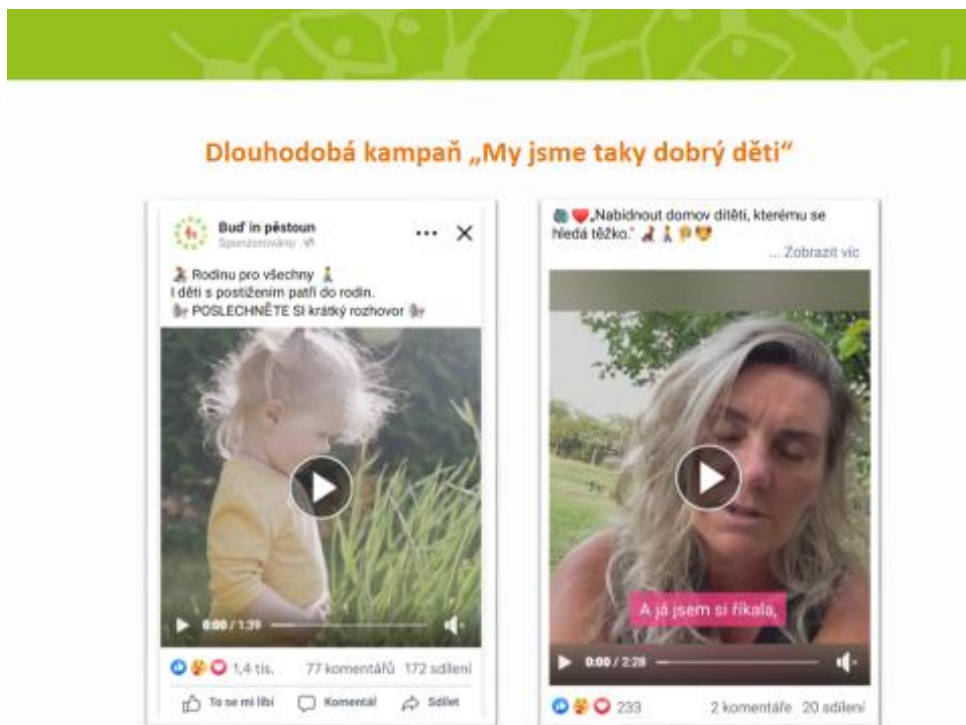 Dlouhodobá kampaň „My jsme taky dobrý děti“
Buď in pěstoun
Sponzorováno
Rodinu pro všechny
I děti s postižením patří do rodin.
POSLECHNĚTE SI krátký rozhovor
0:00 / 1:39
1,4 tis. 77 komentářů 172 sdílení
To se mi líbí Komentář Sdílet
„Nabídnout domov dítěti, kterému se
hledá těžko."
... Zobrazit víc
A já jsem si říkala,
0:00 / 2:28
233 2 komentáře 20 sdílení